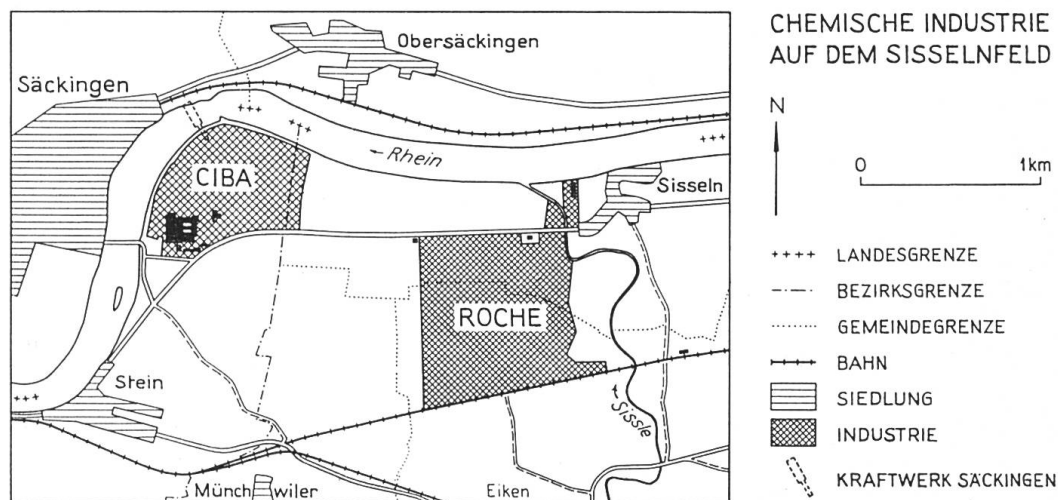 CHEMISCHE INDUSTRIE
AUF DEM SISSELNFELD
N
0 1km
++++ LANDESGRENZE
BEZIRKSGRENZE
GEMEINDEGRENZE
BAHN
SIEDLUNG
INDUSTRIE
KRAFTWERK SÄCKINGEN
Obersäckingen
Säckingen
Rhein
CIBA
Sisseln
ROCHE
Stein
Sissle
Münchwiler
Eiken